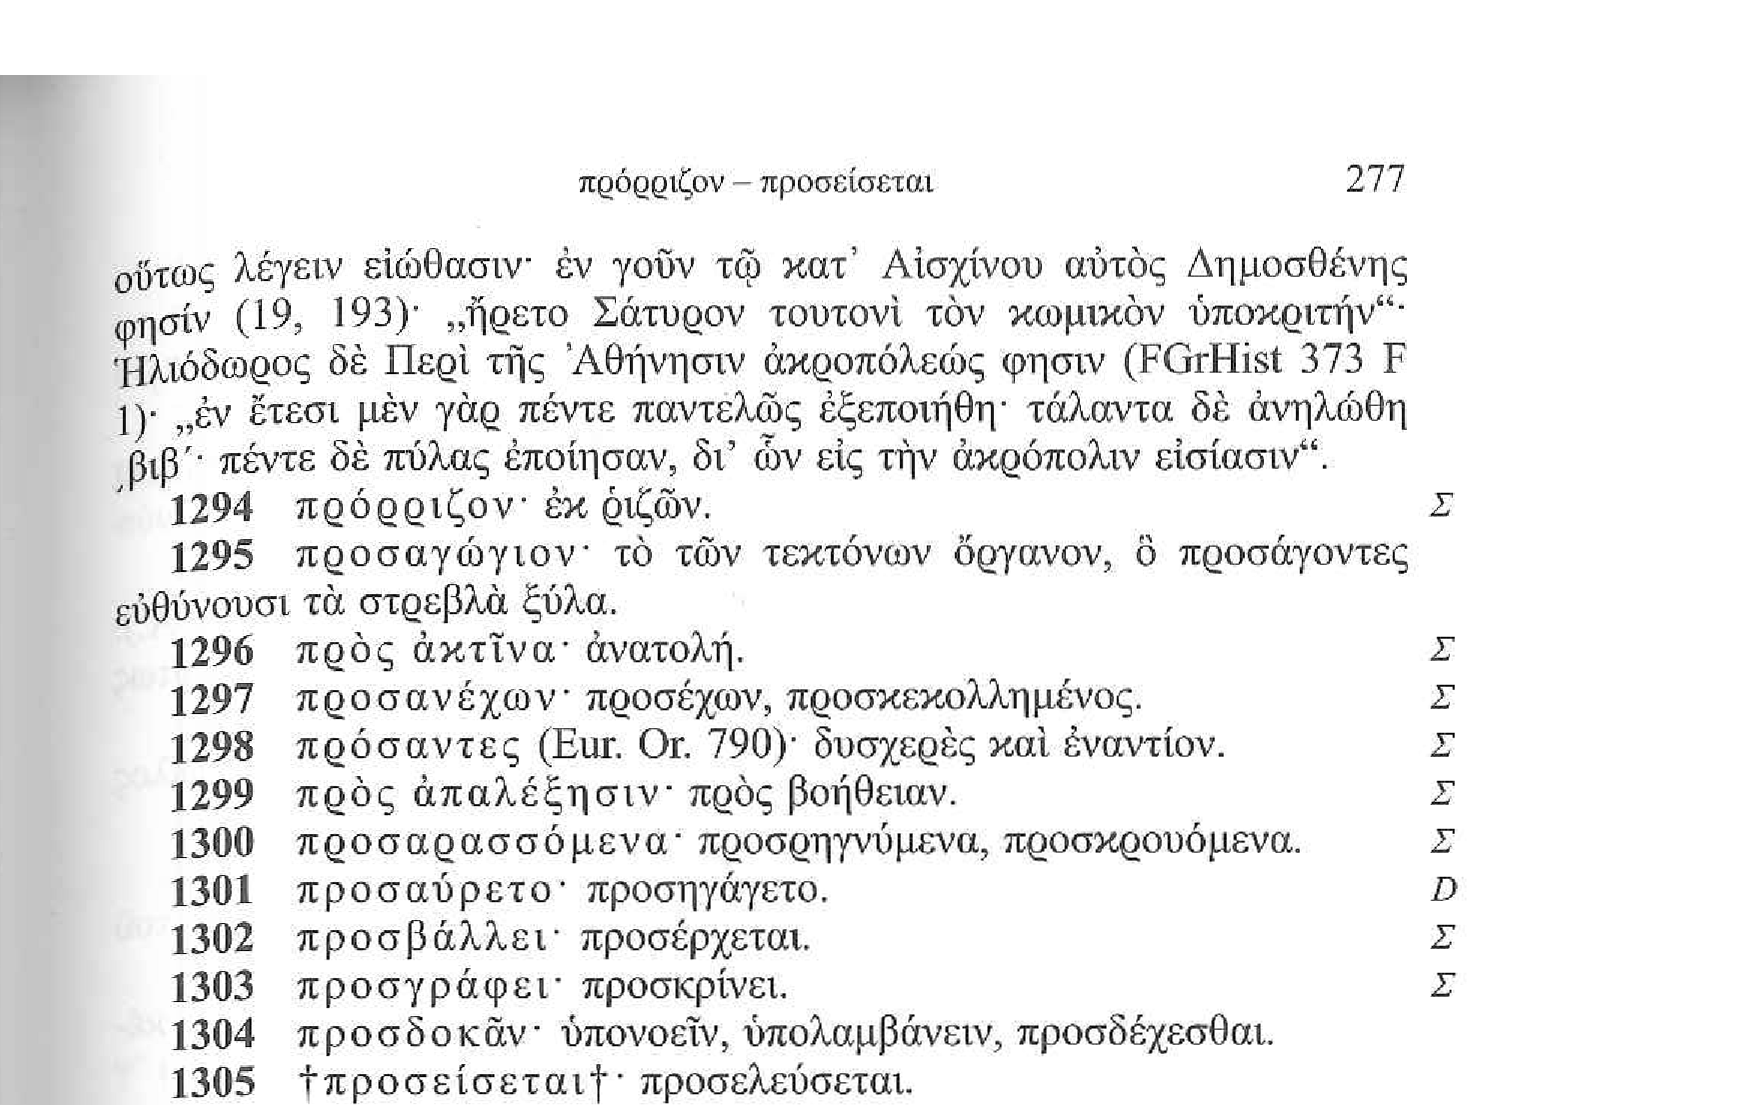 πρόρριζον – προσείσεται 277
οὕτως λέγειν εἰώθασιν· ἐν γοῦν τῷ κατ’ Αἰσχίνου αὐτὸς Δημοσθένης
φησίν (19, 193)· „ἤρετο Σάτυρον τουτονὶ τὸν κωμικὸν ὑποκριτήν“·
Ἡλιόδωρος δὲ Περὶ τῆς Ἀθήνησιν ἀκροπόλεώς φησιν (FGrHist 373 F
1)· „ἐν ἔτεσι μὲν γὰρ πέντε παντελῶς ἐξεποιήθη· τάλαντα δὲ ἀνηλώθη
͵βιβ´· πέντε δὲ πύλας ἐποίησαν, δι’ ὧν εἰς τὴν ἀκρόπολιν εἰσίασιν“.
1294 πρόρριζον· ἐκ ῥιζῶν. Σ
1295 προσαγώγιον· τὸ τῶν τεκτόνων ὄργανον, ὃ προσάγοντες
εὐθύνουσι τὰ στρεβλὰ ξύλα.
1296 πρὸς ἀκτῖνα· ἀνατολή. Σ
1297 προσανέχων· προσέχων, προσκεκολλημένος. Σ
1298 πρόσαντες (Eur. Or. 790)· δυσχερὲς καὶ ἐναντίον. Σ
1299 πρὸς ἀπαλέξησιν· πρὸς βοήθειαν. Σ
1300 προσαρασσόμενα· προσρηγνύμενα, προσκρουόμενα. Σ
1301 προσαύρετο· προσηγάγετο. D
1302 προσβάλλει· προσέρχεται. Σ
1303 προσγράφει· προσκρίνει. Σ
1304 προσδοκᾶν· ὑπονοεῖν, ὑπολαμβάνειν, προσδέχεσθαι.
1305 †προσείσεται†· προσελεύσεται.